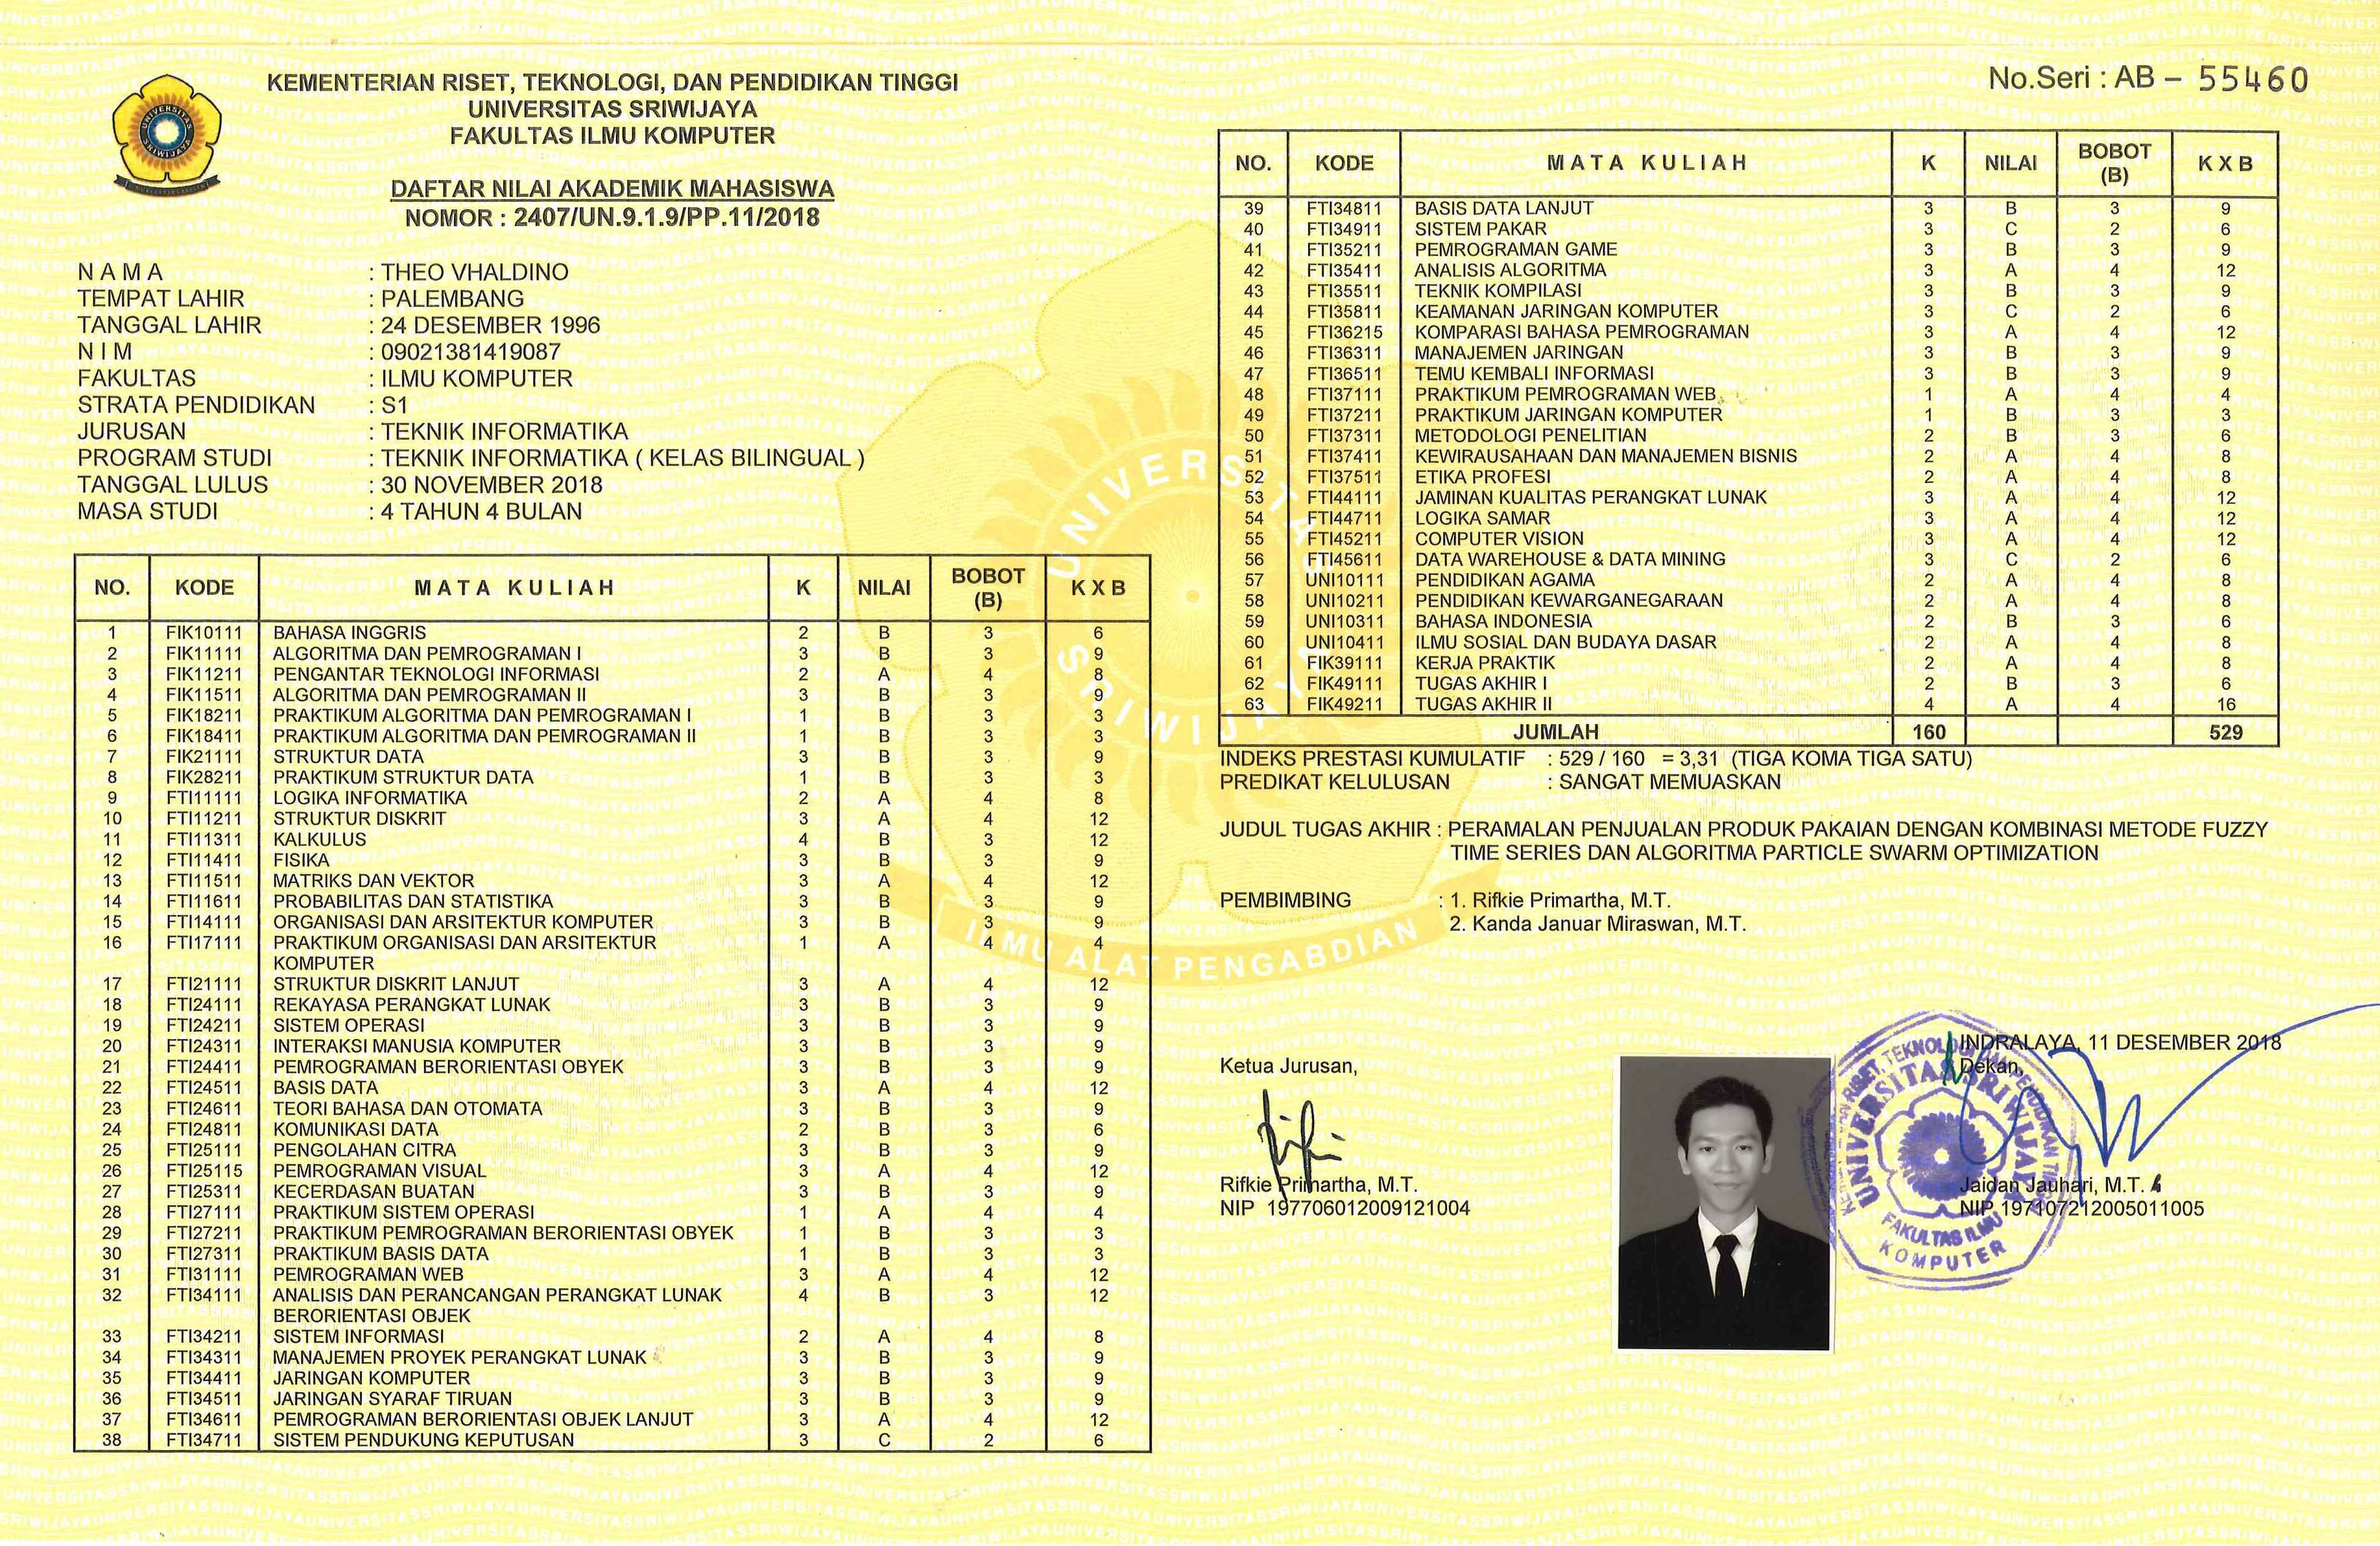 KEMENTERIAN RISET, TEKNOLOGI, DAN PENDIDIKAN TINGGI
UNIVERSITAS SRIWIJAYA
FAKULTAS ILMU KOMPUTER
DAFTAR NILAI AKADEMIK MAHASISWA
NOMOR : 2407/UN.9.1.9/PP.11/2018
N A M A : THEO VHALDINO
TEMPAT LAHIR : PALEMBANG
TANGGAL LAHIR : 24 DESEMBER 1996
N I M : 09021381419087
FAKULTAS : ILMU KOMPUTER
STRATA PENDIDIKAN : S1
JURUSAN : TEKNIK INFORMATIKA
PROGRAM STUDI : TEKNIK INFORMATIKA ( KELAS BILINGUAL )
TANGGAL LULUS : 30 NOVEMBER 2018
MASA STUDI : 4 TAHUN 4 BULAN
NO. KODE MATA KULIAH K NILAI BOBOT (B) K X B
1 FIK10111 BAHASA INGGRIS 2 B 3 6
2 FIK11111 ALGORITMA DAN PEMROGRAMAN I 3 B 3 9
3 FIK11211 PENGANTAR TEKNOLOGI INFORMASI 2 A 4 8
4 FIK11511 ALGORITMA DAN PEMROGRAMAN II 3 B 3 9
5 FIK18211 PRAKTIKUM ALGORITMA DAN PEMROGRAMAN I 1 B 3 3
6 FIK18411 PRAKTIKUM ALGORITMA DAN PEMROGRAMAN II 1 B 3 3
7 FIK21111 STRUKTUR DATA 3 B 3 9
8 FIK28211 PRAKTIKUM STRUKTUR DATA 1 B 3 3
9 FTI11111 LOGIKA INFORMATIKA 2 A 4 8
10 FTI11211 STRUKTUR DISKRIT 3 A 4 12
11 FTI11311 KALKULUS 4 B 3 12
12 FTI11411 FISIKA 3 B 3 9
13 FTI11511 MATRIKS DAN VEKTOR 3 A 4 12
14 FTI11611 PROBABILITAS DAN STATISTIKA 3 B 3 9
15 FTI14111 ORGANISASI DAN ARSITEKTUR KOMPUTER 3 B 3 9
16 FTI17111 PRAKTIKUM ORGANISASI DAN ARSITEKTUR 1 A 4 4
KOMPUTER
17 FTI21111 STRUKTUR DISKRIT LANJUT 3 A 4 12
18 FTI24111 REKAYASA PERANGKAT LUNAK 3 B 3 9
19 FTI24211 SISTEM OPERASI 3 B 3 9
20 FTI24311 INTERAKSI MANUSIA KOMPUTER 3 B 3 9
21 FTI24411 PEMROGRAMAN BERORIENTASI OBYEK 3 B 3 9
22 FTI24511 BASIS DATA 3 A 4 12
23 FTI24611 TEORI BAHASA DAN OTOMATA 3 B 3 9
24 FTI24811 KOMUNIKASI DATA 2 B 3 6
25 FTI25111 PENGOLAHAN CITRA 3 B 3 9
26 FTI25115 PEMROGRAMAN VISUAL 3 A 4 12
27 FTI25311 KECERDASAN BUATAN 3 B 3 9
28 FTI27111 PRAKTIKUM SISTEM OPERASI 1 A 4 4
29 FTI27211 PRAKTIKUM PEMROGRAMAN BERORIENTASI OBYEK 1 B 3 3
30 FTI27311 PRAKTIKUM BASIS DATA 1 B 3 3
31 FTI31111 PEMROGRAMAN WEB 3 A 4 12
32 FTI34111 ANALISIS DAN PERANCANGAN PERANGKAT LUNAK 4 B 3 12
BERORIENTASI OBJEK
33 FTI34211 SISTEM INFORMASI 2 A 4 8
34 FTI34311 MANAJEMEN PROYEK PERANGKAT LUNAK 3 B 3 9
35 FTI34411 JARINGAN KOMPUTER 3 B 3 9
36 FTI34511 JARINGAN SYARAF TIRUAN 3 B 3 9
37 FTI34611 PEMROGRAMAN BERORIENTASI OBJEK LANJUT 3 A 4 12
38 FTI34711 SISTEM PENDUKUNG KEPUTUSAN 3 C 2 6
No.Seri : AB – 55460
NO. KODE MATA KULIAH K NILAI BOBOT (B) K X B
39 FTI34811 BASIS DATA LANJUT 3 B 3 9
40 FTI34911 SISTEM PAKAR 3 C 2 6
41 FTI35211 PEMROGRAMAN GAME 3 B 3 9
42 FTI35411 ANALISIS ALGORITMA 3 A 4 12
43 FTI35511 TEKNIK KOMPILASI 3 B 3 9
44 FTI35811 KEAMANAN JARINGAN KOMPUTER 3 C 2 6
45 FTI36215 KOMPARASI BAHASA PEMROGRAMAN 3 A 4 12
46 FTI36311 MANAJEMEN JARINGAN 3 B 3 9
47 FTI36511 TEMU KEMBALI INFORMASI 3 B 3 9
48 FTI37111 PRAKTIKUM PEMROGRAMAN WEB 1 A 4 4
49 FTI37211 PRAKTIKUM JARINGAN KOMPUTER 1 B 3 3
50 FTI37311 METODOLOGI PENELITIAN 2 B 3 6
51 FTI37411 KEWIRAUSAHAAN DAN MANAJEMEN BISNIS 2 A 4 8
52 FTI37511 ETIKA PROFESI 2 A 4 8
53 FTI44111 JAMINAN KUALITAS PERANGKAT LUNAK 3 A 4 12
54 FTI44711 LOGIKA SAMAR 3 A 4 12
55 FTI45211 COMPUTER VISION 3 A 4 12
56 FTI45611 DATA WAREHOUSE & DATA MINING 3 C 2 6
57 UNI10111 PENDIDIKAN AGAMA 2 A 4 8
58 UNI10211 PENDIDIKAN KEWARGANEGARAAN 2 A 4 8
59 UNI10311 BAHASA INDONESIA 2 B 3 6
60 UNI10411 ILMU SOSIAL DAN BUDAYA DASAR 2 A 4 8
61 FIK39111 KERJA PRAKTIK 2 A 4 8
62 FIK49111 TUGAS AKHIR I 2 B 3 6
63 FIK49211 TUGAS AKHIR II 4 A 4 16
JUMLAH 160 529
INDEKS PRESTASI KUMULATIF : 529 / 160 = 3,31 (TIGA KOMA TIGA SATU)
PREDIKAT KELULUSAN : SANGAT MEMUASKAN
JUDUL TUGAS AKHIR : PERAMALAN PENJUALAN PRODUK PAKAIAN DENGAN KOMBINASI METODE FUZZY
TIME SERIES DAN ALGORITMA PARTICLE SWARM OPTIMIZATION
PEMBIMBING : 1. Rifkie Primartha, M.T.
2. Kanda Januar Miraswan, M.T.
INDRALAYA, 11 DESEMBER 2018
Ketua Jurusan,
Dekan,
Rifkie Primartha, M.T.
NIP 197706012009121004
Jaidan Jauhari, M.T.
NIP 197107212005011005
UNIVERSITAS SRIWIJAYA
FAKULTAS ILMU
KOMPUTER
UNIVERSITAS
SRIWIJAYA
ILMU ALAT PENGABDIAN